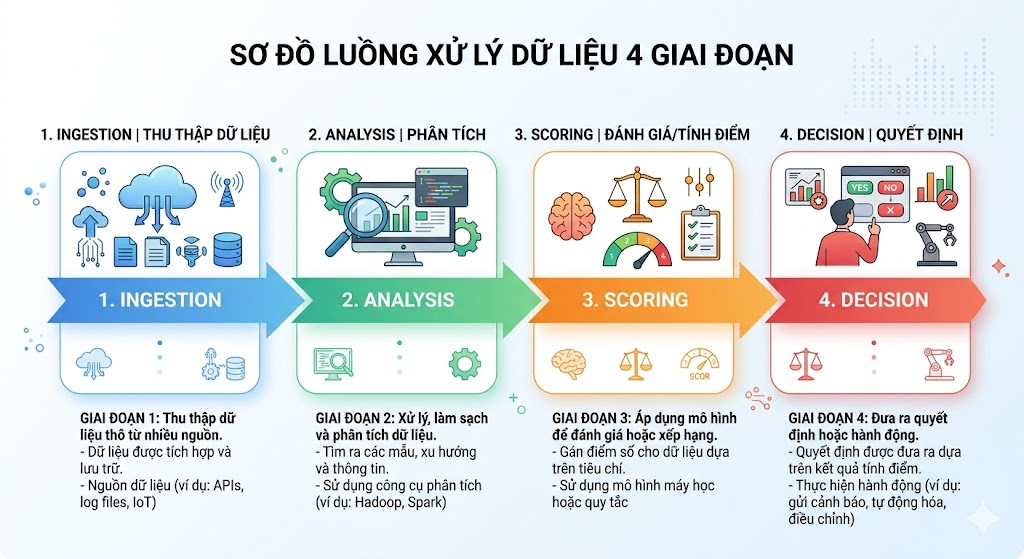 SƠ ĐỒ LUỒNG XỬ LÝ DỮ LIỆU 4 GIAI ĐOẠN
1. INGESTION | THU THẬP DỮ LIỆU
2. ANALYSIS | PHÂN TÍCH
3. SCORING | ĐÁNH GIÁ/TÍNH ĐIỂM
4. DECISION | QUYẾT ĐỊNH
1 2 3 4
YES NO
X
1. INGESTION
2. ANALYSIS
3. SCORING
4. DECISION
SCOR
GIAI ĐOẠN 1: Thu thập dữ
liệu thô từ nhiều nguồn.
- Dữ liệu được tích hợp và
lưu trữ.
- Nguồn dữ liệu (ví dụ: APIs,
log files, IoT)
GIAI ĐOẠN 2: Xử lý, làm sạch
và phân tích dữ liệu.
- Tìm ra các mẫu, xu hướng
và thông tin.
- Sử dụng công cụ phân tích
(ví dụ: Hadoop, Spark)
GIAI ĐOẠN 3: Áp dụng mô hình
để đánh giá hoặc xếp hạng.
- Gán điểm số cho dữ liệu dựa
trên tiêu chí.
- Sử dụng mô hình máy học
hoặc quy tắc
GIAI ĐOẠN 4: Đưa ra quyết
định hoặc hành động.
- Quyết định được đưa ra dựa
trên kết quả tính điểm.
- Thực hiện hành động (ví dụ:
gửi cảnh báo, tự động hóa,
điều chỉnh)